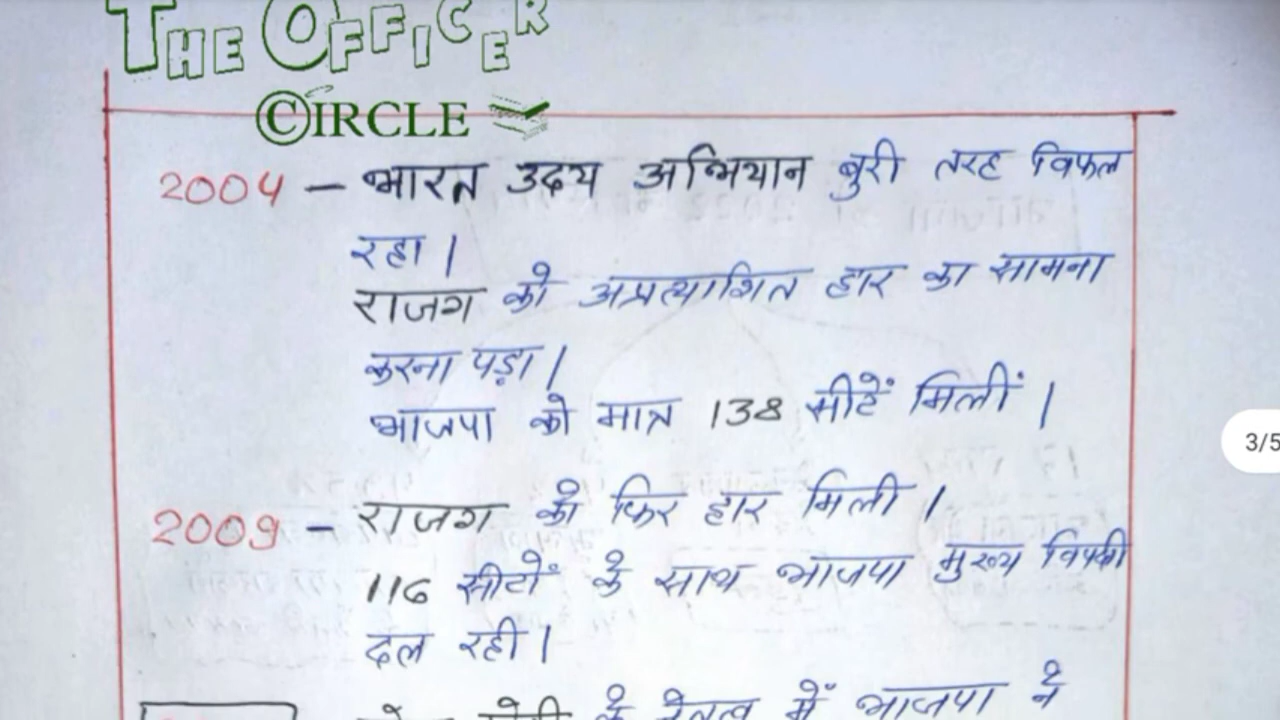 THE OFFICER
©IRCLE
2004 — भारत उदय अभियान बुरी तरह विफल
रहा।
राजग को अप्रत्याशित हार का सामना
करना पड़ा।
भाजपा को मात्र 138 सीटें मिलीं।
2009 – राजग को फिर हार मिली।
116 सीटों के साथ भाजपा मुख्य विपक्षी
दल रही।
के नेतृत्व में भाजपा ने
3/5